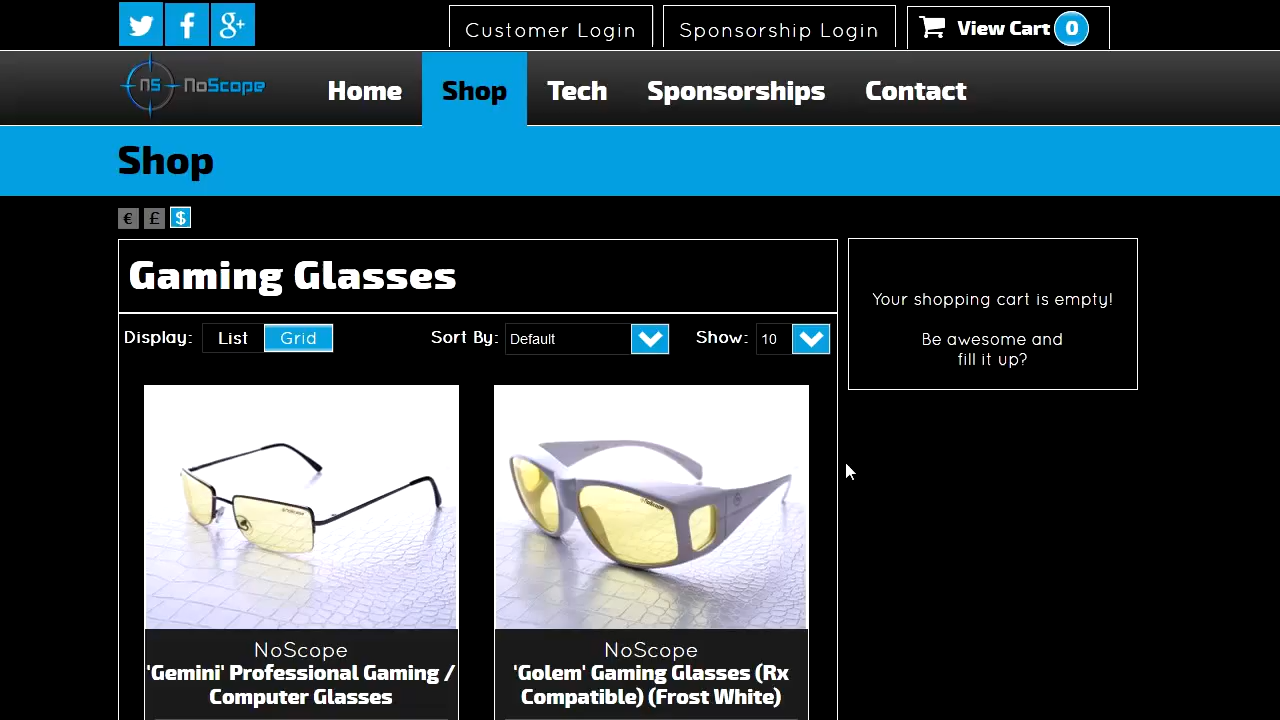 Customer Login
Sponsorship Login
View Cart 0
NS NoScope
Home
Shop
Tech
Sponsorships
Contact
Shop
€ £ $
Gaming Glasses
Your shopping cart is empty!
Be awesome and
fill it up?
Display: List Grid
Sort By: Default
Show: 10
NoScope
NoScope
NoScope
'Gemini' Professional Gaming /
Computer Glasses
NoScope
'Golem' Gaming Glasses (Rx
Compatible) (Frost White)